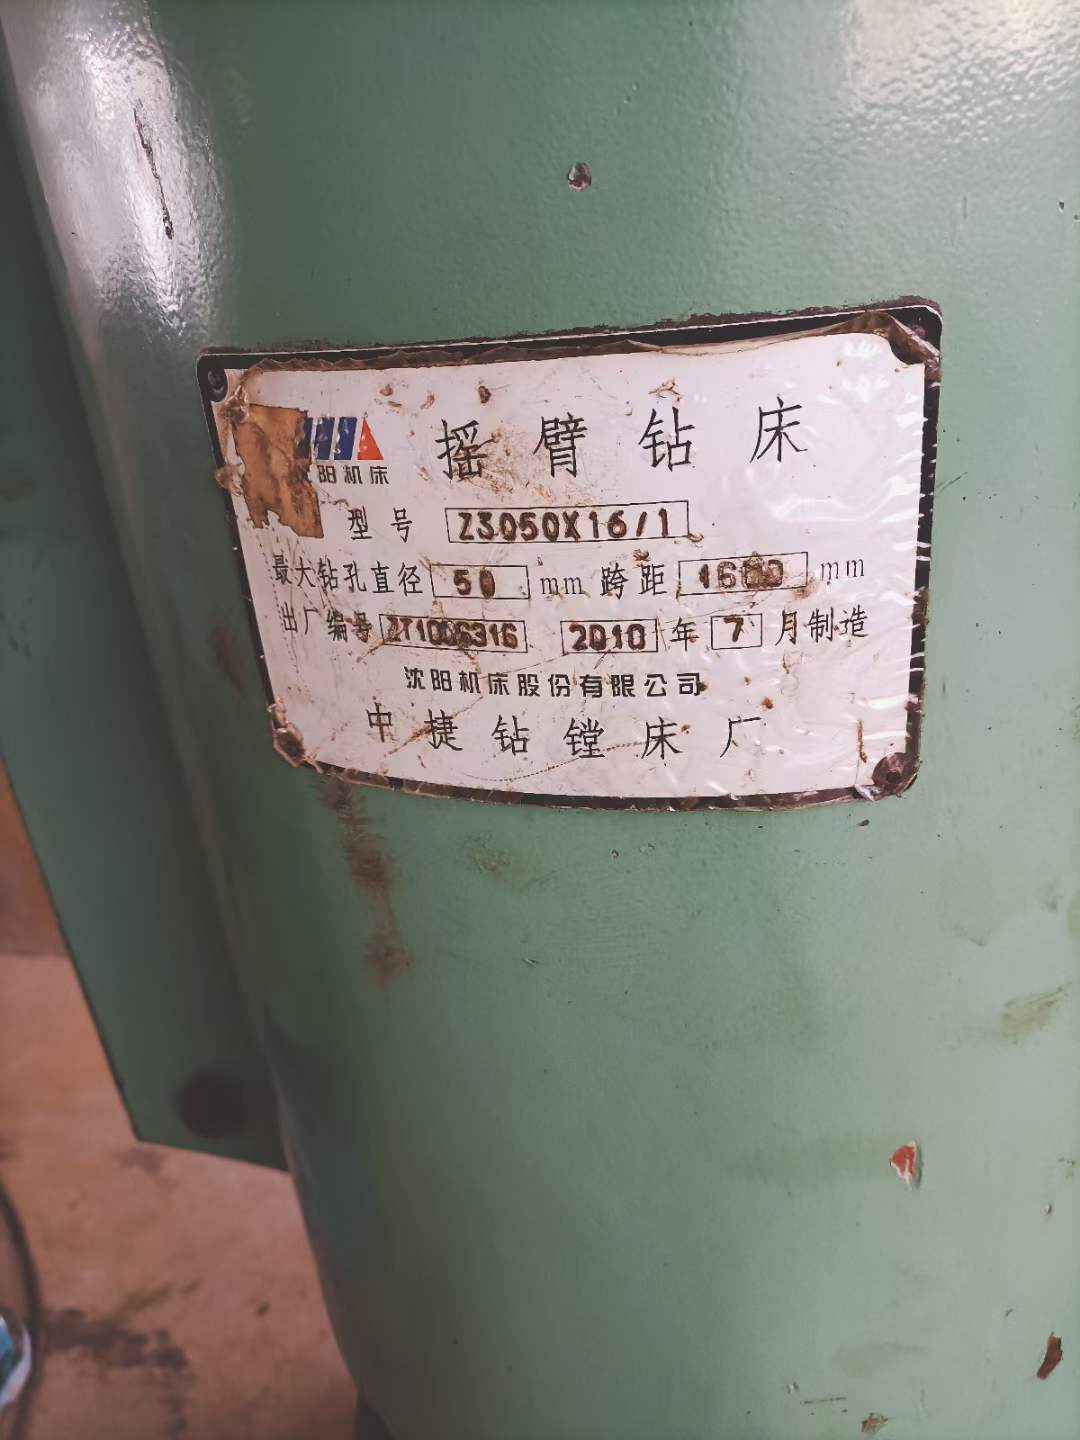 沈阳机床
摇臂钻床
型号 Z3050X16/1
最大钻孔直径 50 mm 跨距 1600 mm
出厂编号 ZT1006316 2010 年 7 月制造
沈阳机床股份有限公司
中捷钻镗床厂